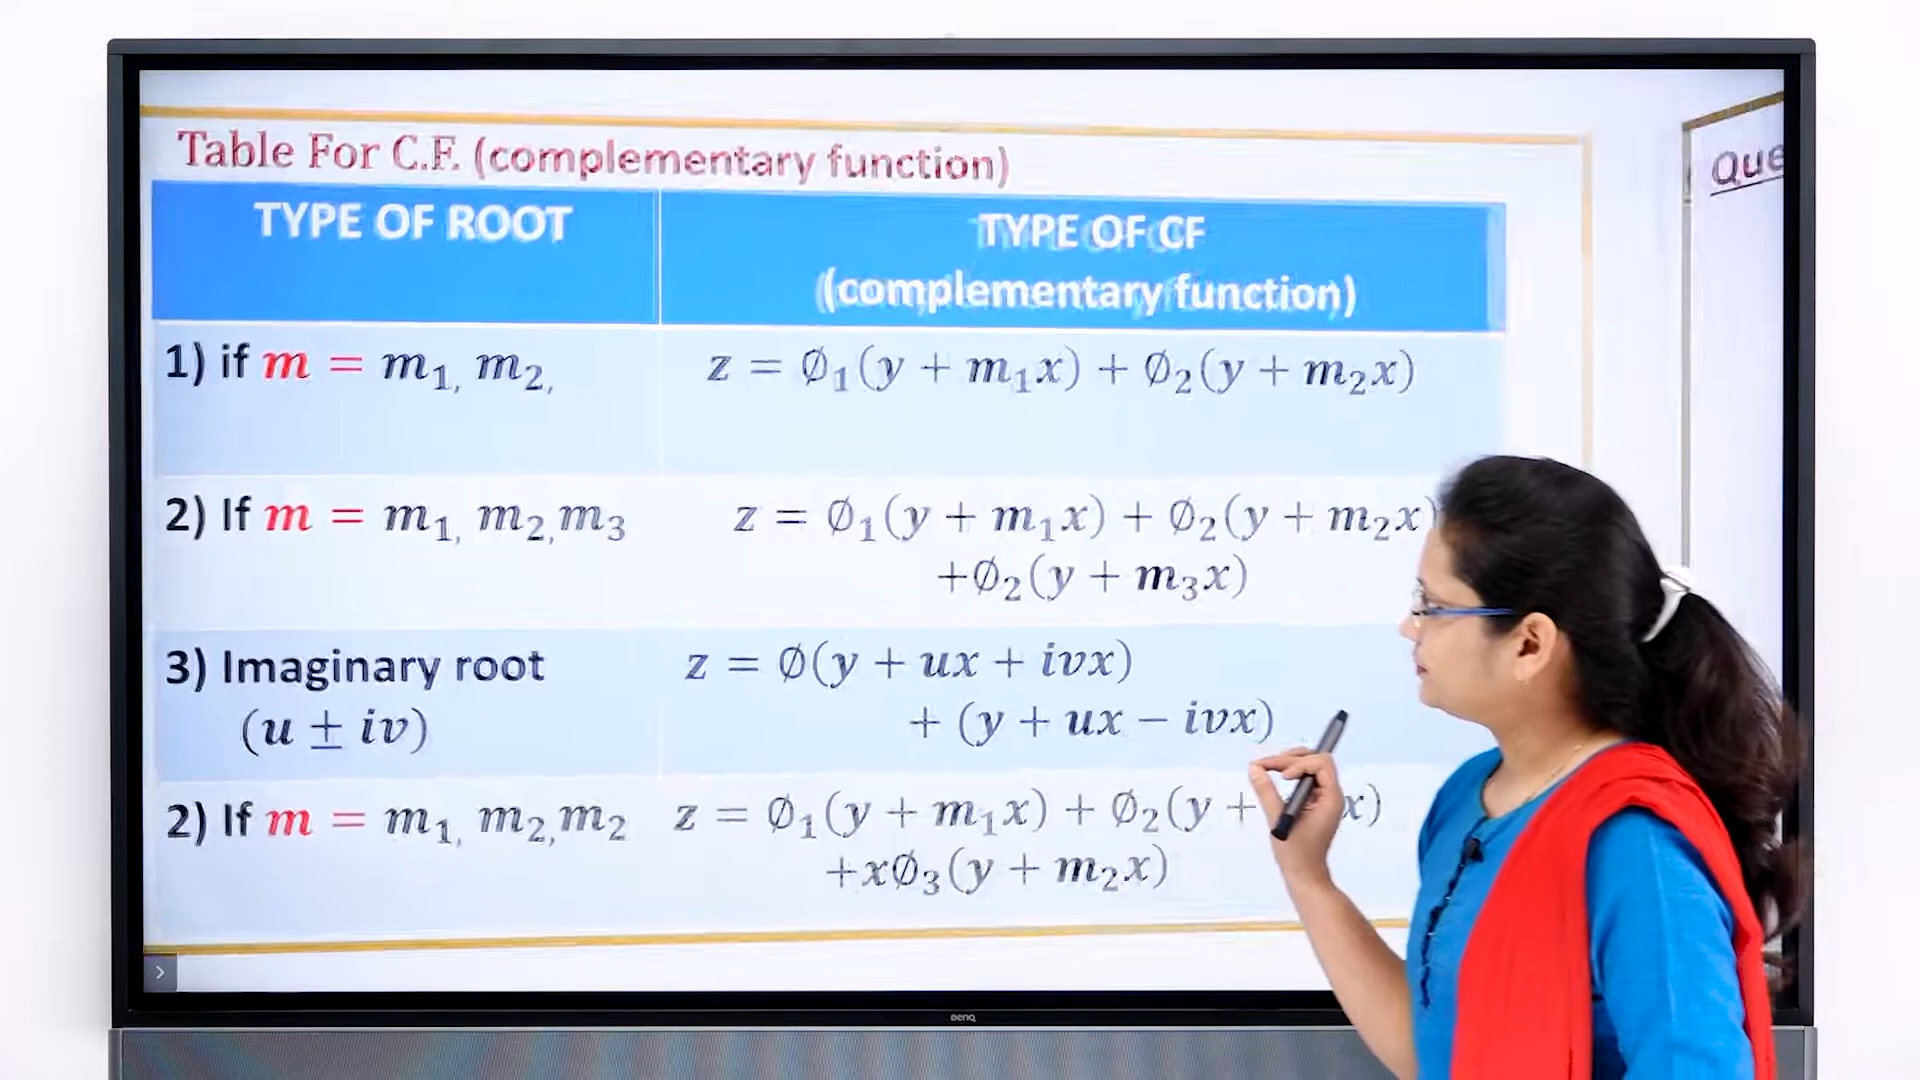 Table For C.F. (complementary function)
Que
TYPE OF ROOT
TYPE OF CF
(complementary function)
1) if m = m₁, m₂,
z = ∅₁(y + m₁x) + ∅₂(y + m₂x)
2) If m = m₁, m₂,m₃
z = ∅₁(y + m₁x) + ∅₂(y + m₂x)
+∅₂(y + m₃x)
3) Imaginary root
(u ± iv)
z = ∅(y + ux + ivx)
+ (y + ux − ivx)
2) If m = m₁, m₂,m₂
z = ∅₁(y + m₁x) + ∅₂(y + x)
+x∅₃(y + m₂x)
BenQ